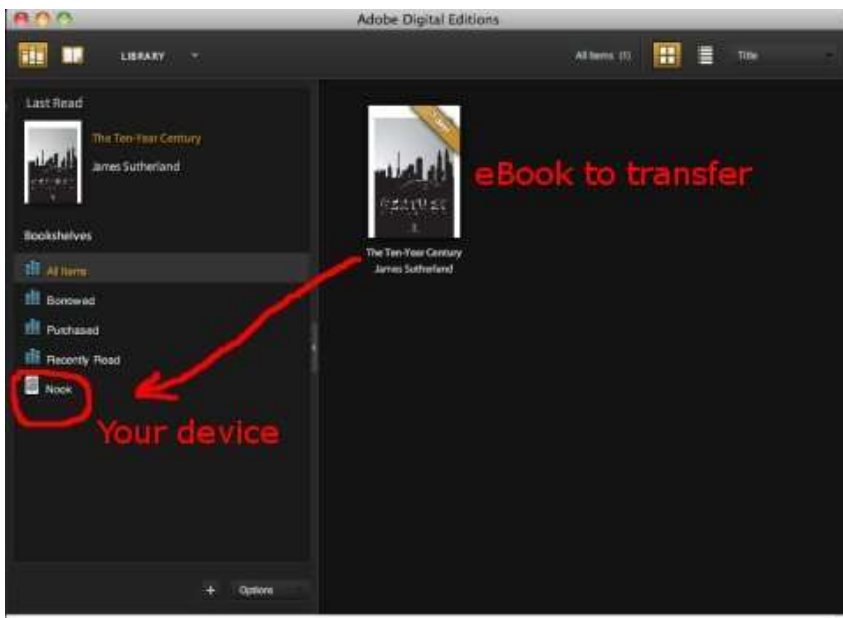 Adobe Digital Editions
LIBRARY
All Items (1)
Title
Last Read
The Ten-Year Century
James Sutherland
eBook to transfer
CENTURY
The Ten-Year Century
James Sutherland
Bookshelves
All Items
Borrowed
Purchased
Recently Read
Nook
Your device
+ Options